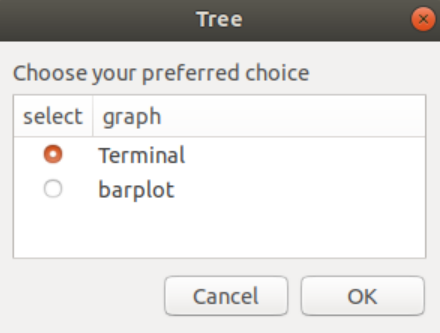 Tree
Choose your preferred choice
select graph
Terminal
barplot
Cancel OK